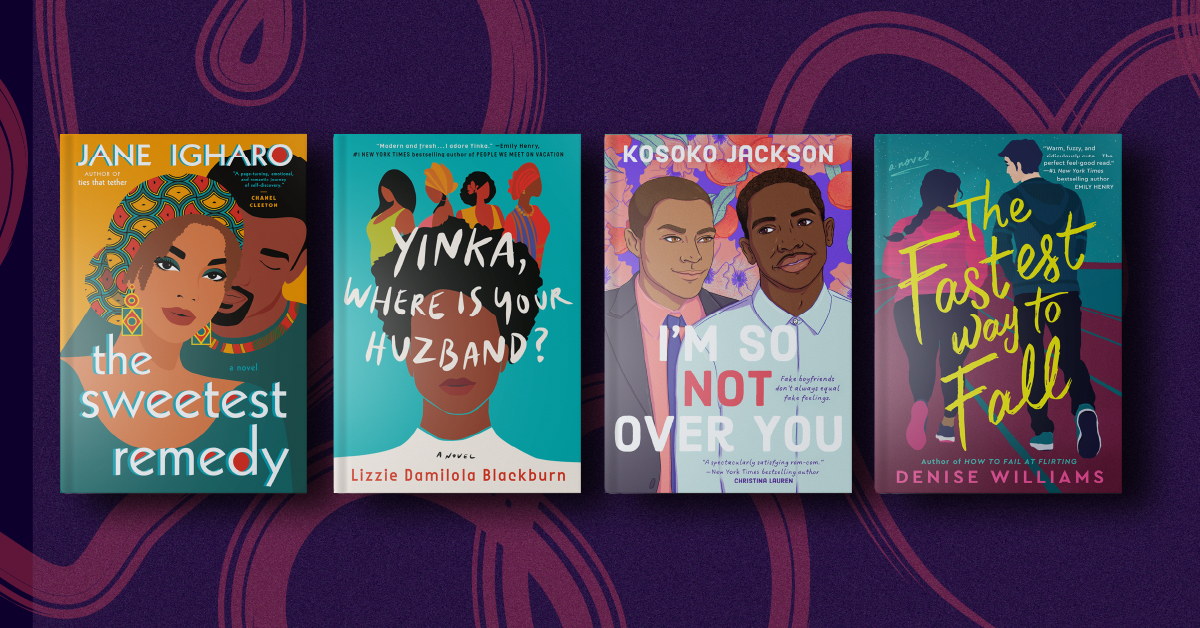 JANE IGHARO
AUTHOR OF
ties that tether
"A page-turning, emotional,
and romantic journey
of self-discovery."
CHANEL
CLEETON
the
a novel
sweetest
remedy
"Modern and fresh...I adore Yinka." —Emily Henry,
#1 NEW YORK TIMES bestselling author of PEOPLE WE MEET ON VACATION
YINKA,
WHERE IS YOUR
HUZBAND?
A NOVEL
Lizzie Damilola Blackburn
KOSOKO JACKSON
I'M SO
NOT
Fake boyfriends
don't always equal
fake feelings.
OVER YOU
"A spectacularly satisfying rom-com."
—New York Times bestselling author
CHRISTINA LAUREN
a novel
"Warm, fuzzy, and
The
perfect feel-good read."
—#1 New York Times
bestselling author
EMILY HENRY
The
Fastest
way to
Fall
Author of HOW TO FAIL AT FLIRTING
DENISE WILLIAMS